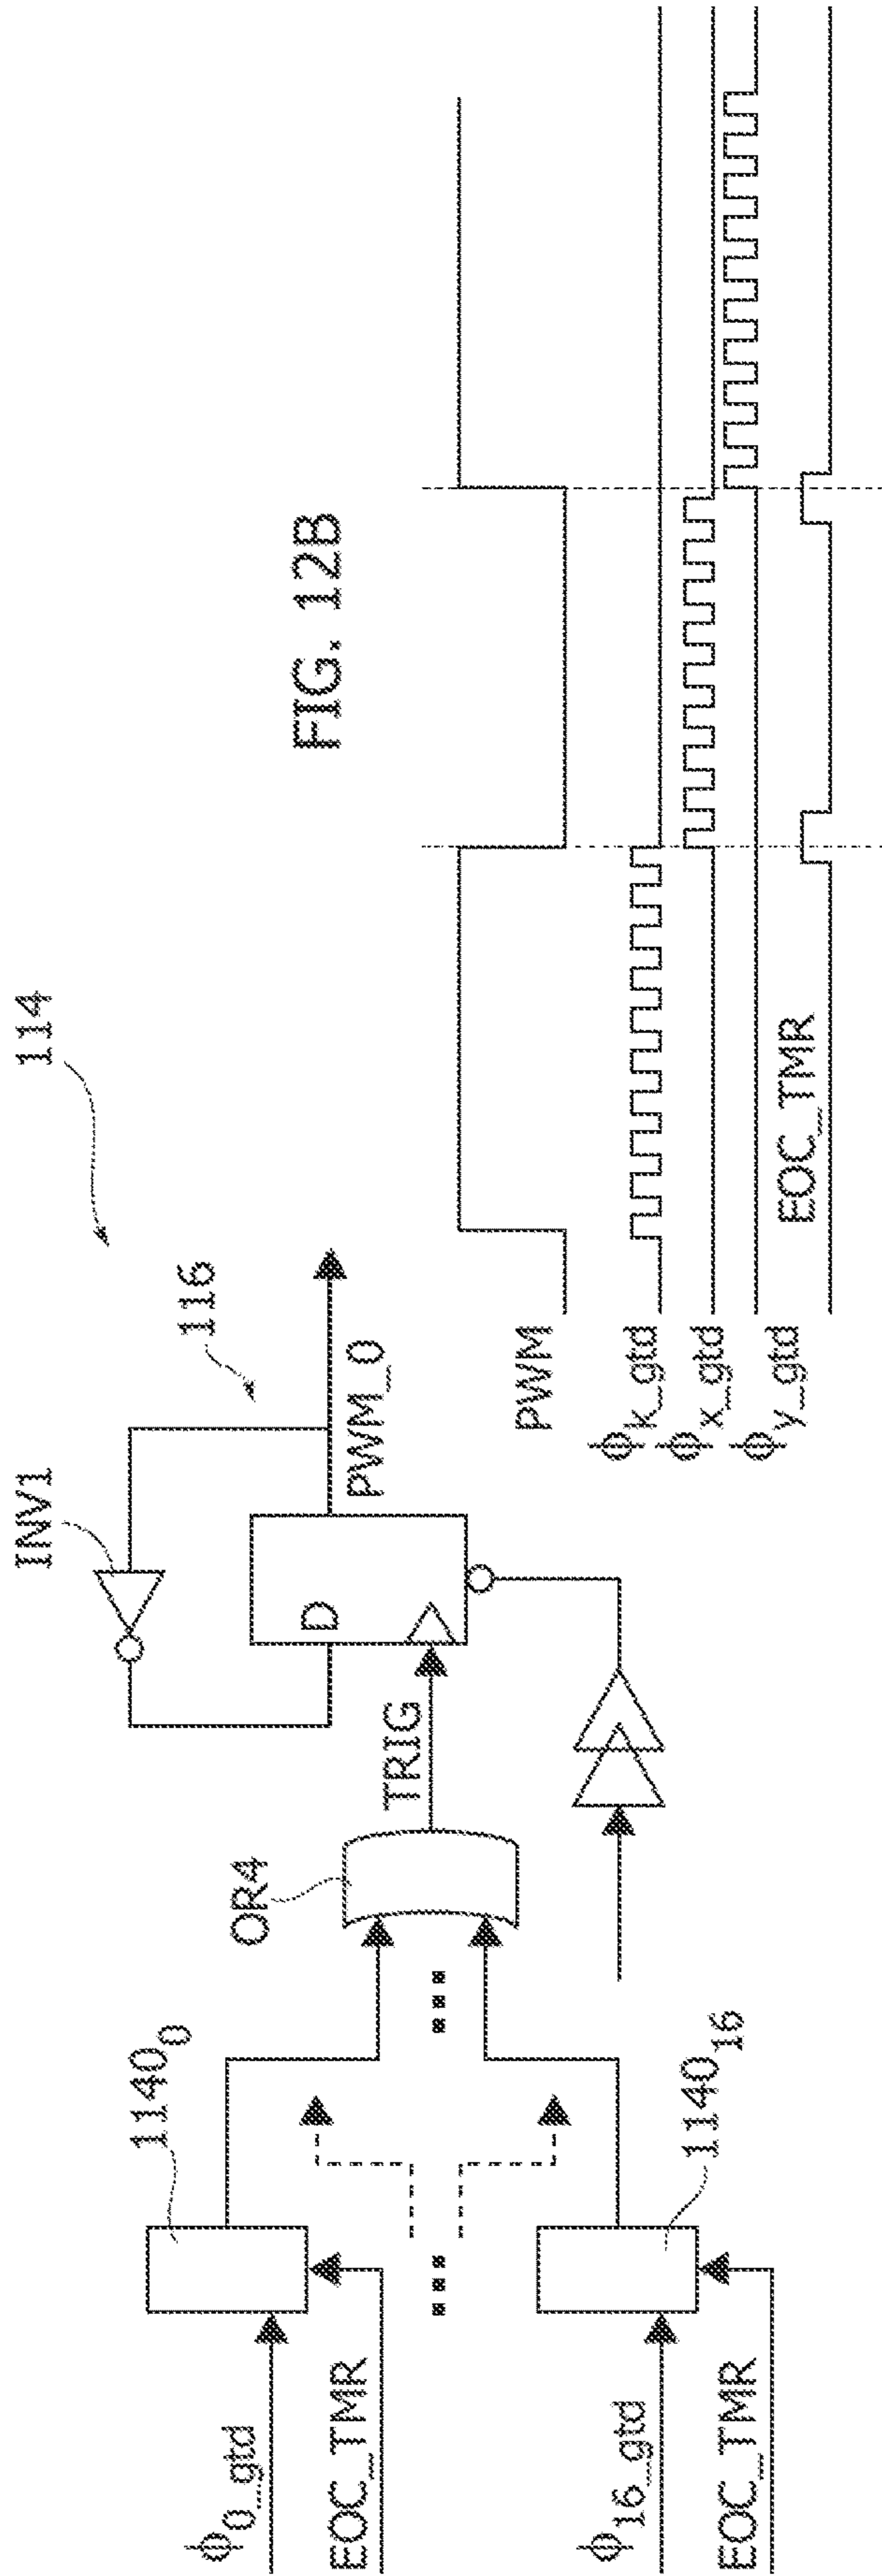 114
116
INV1
D
PWM_0
TRIG
OR4
1140₀
1140₁₆
ϕ0_gtd
EOC_TMR
ϕ16_gtd
EOC_TMR
FIG. 12B
PWM
ϕk_gtd
ϕx_gtd
ϕy_gtd
EOC_TMR